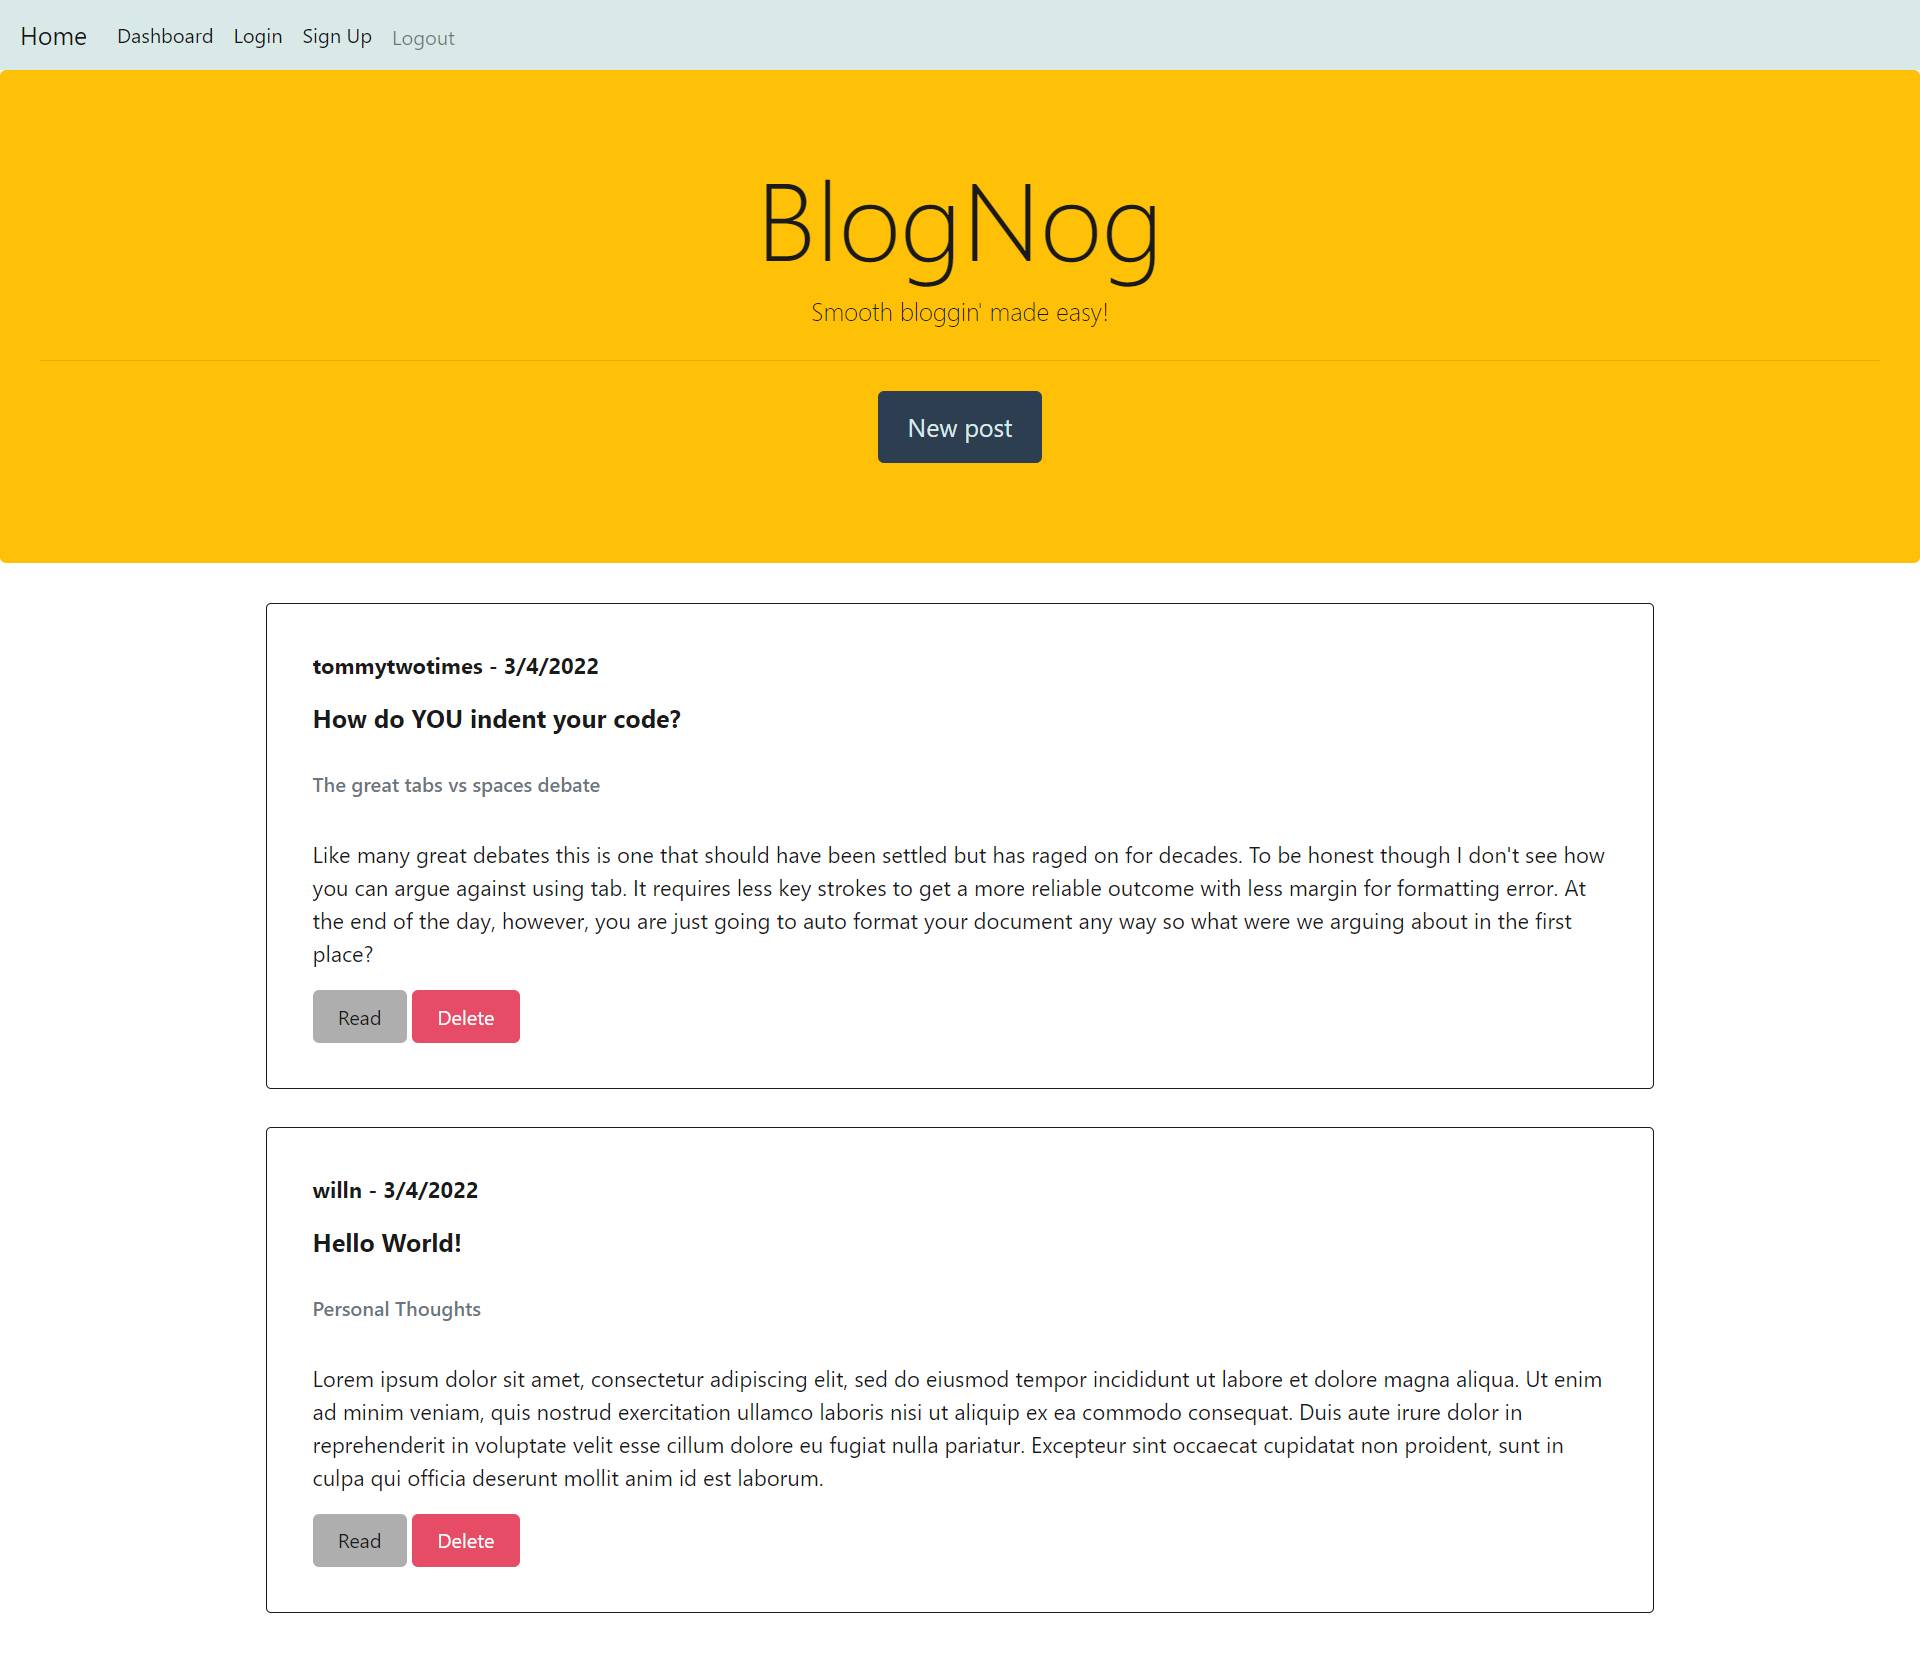 Home Dashboard Login Sign Up Logout
BlogNog
Smooth bloggin' made easy!
New post
tommytwotimes - 3/4/2022
How do YOU indent your code?
The great tabs vs spaces debate
Like many great debates this is one that should have been settled but has raged on for decades. To be honest though I don't see how
you can argue against using tab. It requires less key strokes to get a more reliable outcome with less margin for formatting error. At
the end of the day, however, you are just going to auto format your document any way so what were we arguing about in the first
place?
Read Delete
willn - 3/4/2022
Hello World!
Personal Thoughts
Lorem ipsum dolor sit amet, consectetur adipiscing elit, sed do eiusmod tempor incididunt ut labore et dolore magna aliqua. Ut enim
ad minim veniam, quis nostrud exercitation ullamco laboris nisi ut aliquip ex ea commodo consequat. Duis aute irure dolor in
reprehenderit in voluptate velit esse cillum dolore eu fugiat nulla pariatur. Excepteur sint occaecat cupidatat non proident, sunt in
culpa qui officia deserunt mollit anim id est laborum.
Read Delete